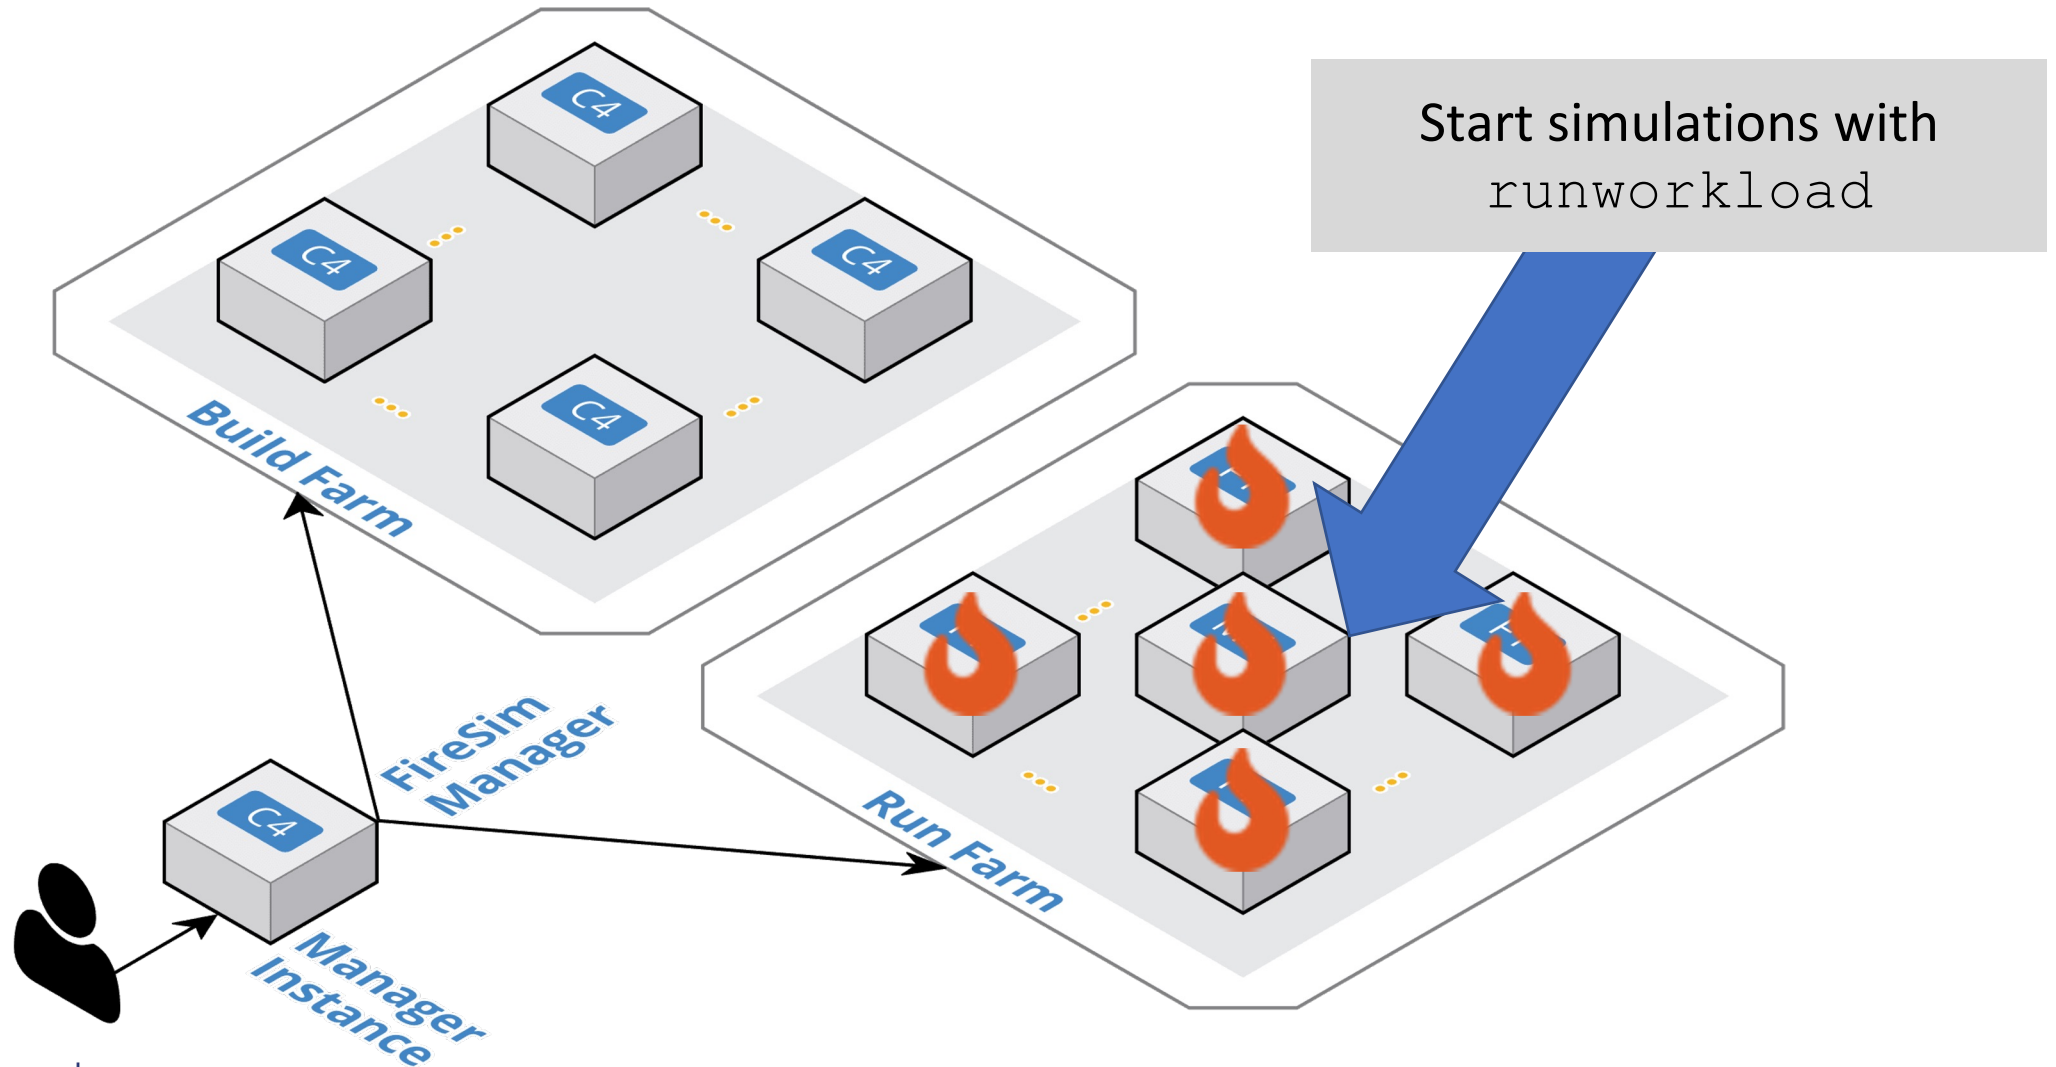 Start simulations with
runworkload
C4
C4
C4
C4
Build Farm
FireSim
Manager
Run Farm
C4
Manager
Instance